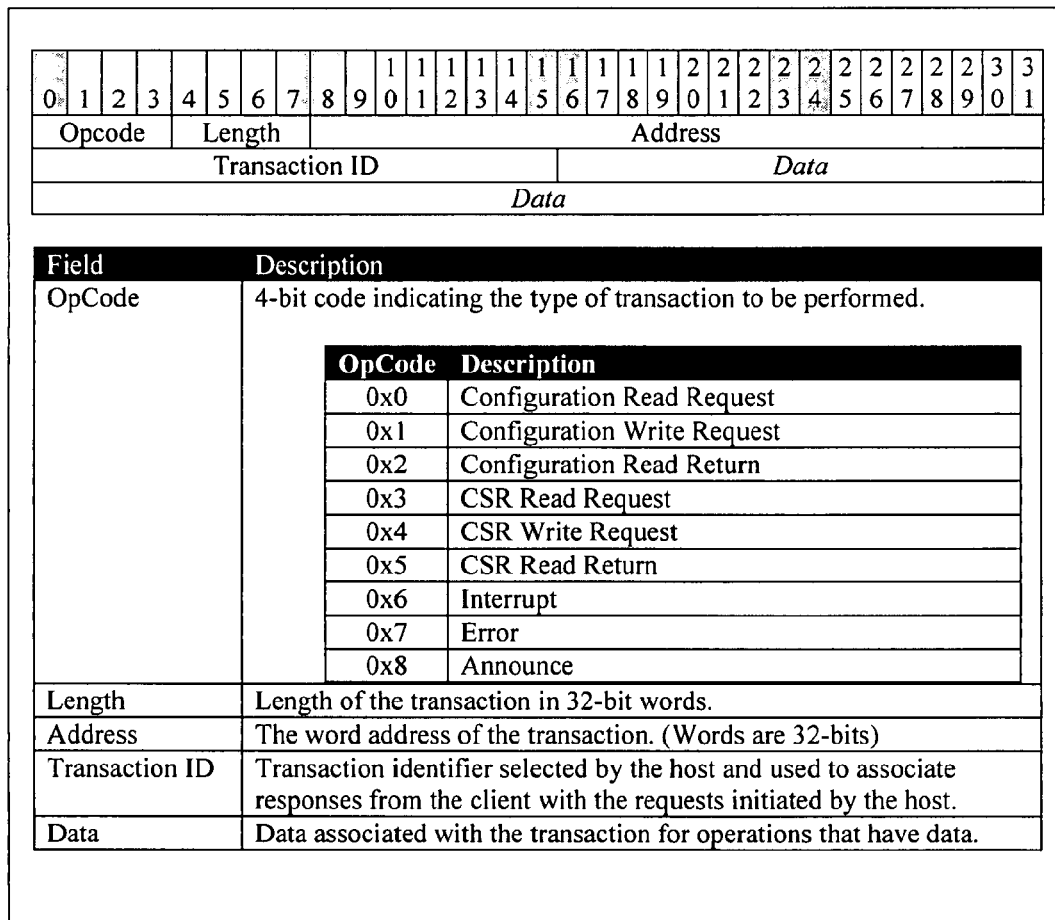 1 1 1 1 1 1 1 1 1 1 2 2 2 2 2 2 2 2 2 2 3 3
0 1 2 3 4 5 6 7 8 9 0 1 2 3 4 5 6 7 8 9 0 1 2 3 4 5 6 7 8 9 0 1
Opcode Length Address
Transaction ID Data
Data
Field Description
OpCode 4-bit code indicating the type of transaction to be performed.
OpCode Description
0x0 Configuration Read Request
0x1 Configuration Write Request
0x2 Configuration Read Return
0x3 CSR Read Request
0x4 CSR Write Request
0x5 CSR Read Return
0x6 Interrupt
0x7 Error
0x8 Announce
Length Length of the transaction in 32-bit words.
Address The word address of the transaction. (Words are 32-bits)
Transaction ID Transaction identifier selected by the host and used to associate
responses from the client with the requests initiated by the host.
Data Data associated with the transaction for operations that have data.